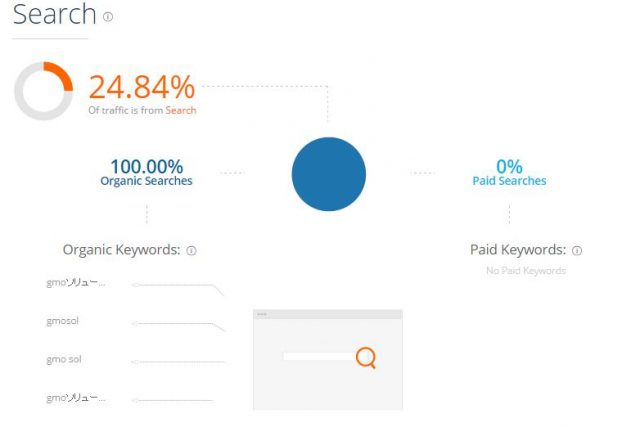 Search
24.84%
Of traffic is from Search
100.00%
Organic Searches
0%
Paid Searches
Organic Keywords:
gmoソリュー...
gmosol
gmo sol
gmoソリュー...
Paid Keywords:
No Paid Keywords